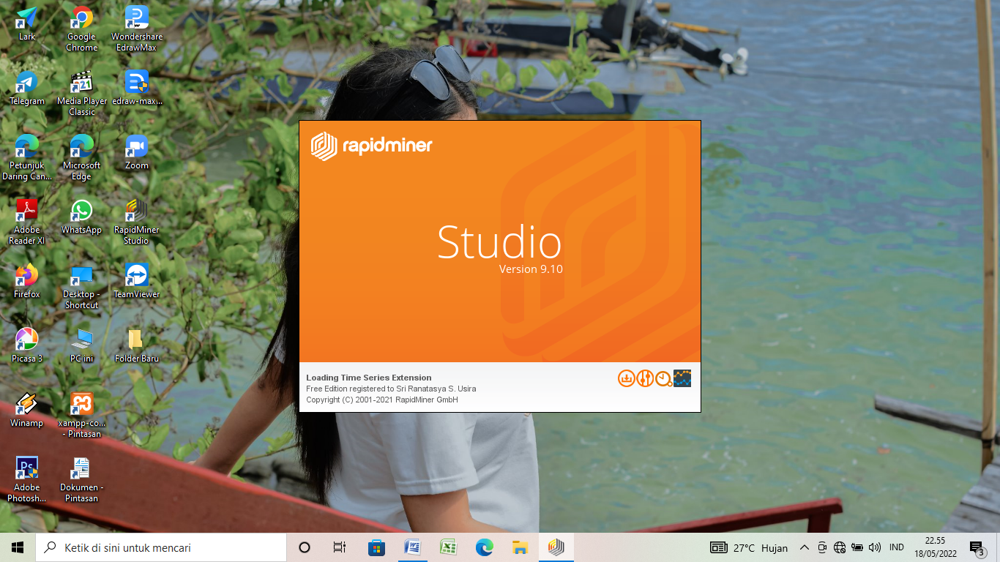 Lark
Google
Chrome
Wondershare
EdrawMax
Telegram
Media Player
Classic
edraw-max...
Petunjuk
Daring Can...
Microsoft
Edge
Zoom
Adobe
Reader XI
WhatsApp
RapidMiner
Studio
Firefox
Desktop -
Shortcut
TeamViewer
Picasa 3
PC ini
Folder Baru
Winamp
xampp-co...
- Pintasan
Adobe
Photosh...
Dokumen -
Pintasan
321
Ps
rapidminer
Studio
Version 9.10
Loading Time Series Extension
Free Edition registered to Sri Ranatasya S. Usira
Copyright (C) 2001-2021 RapidMiner GmbH
Ketik di sini untuk mencari
27°C Hujan
IND
22.55
18/05/2022
3